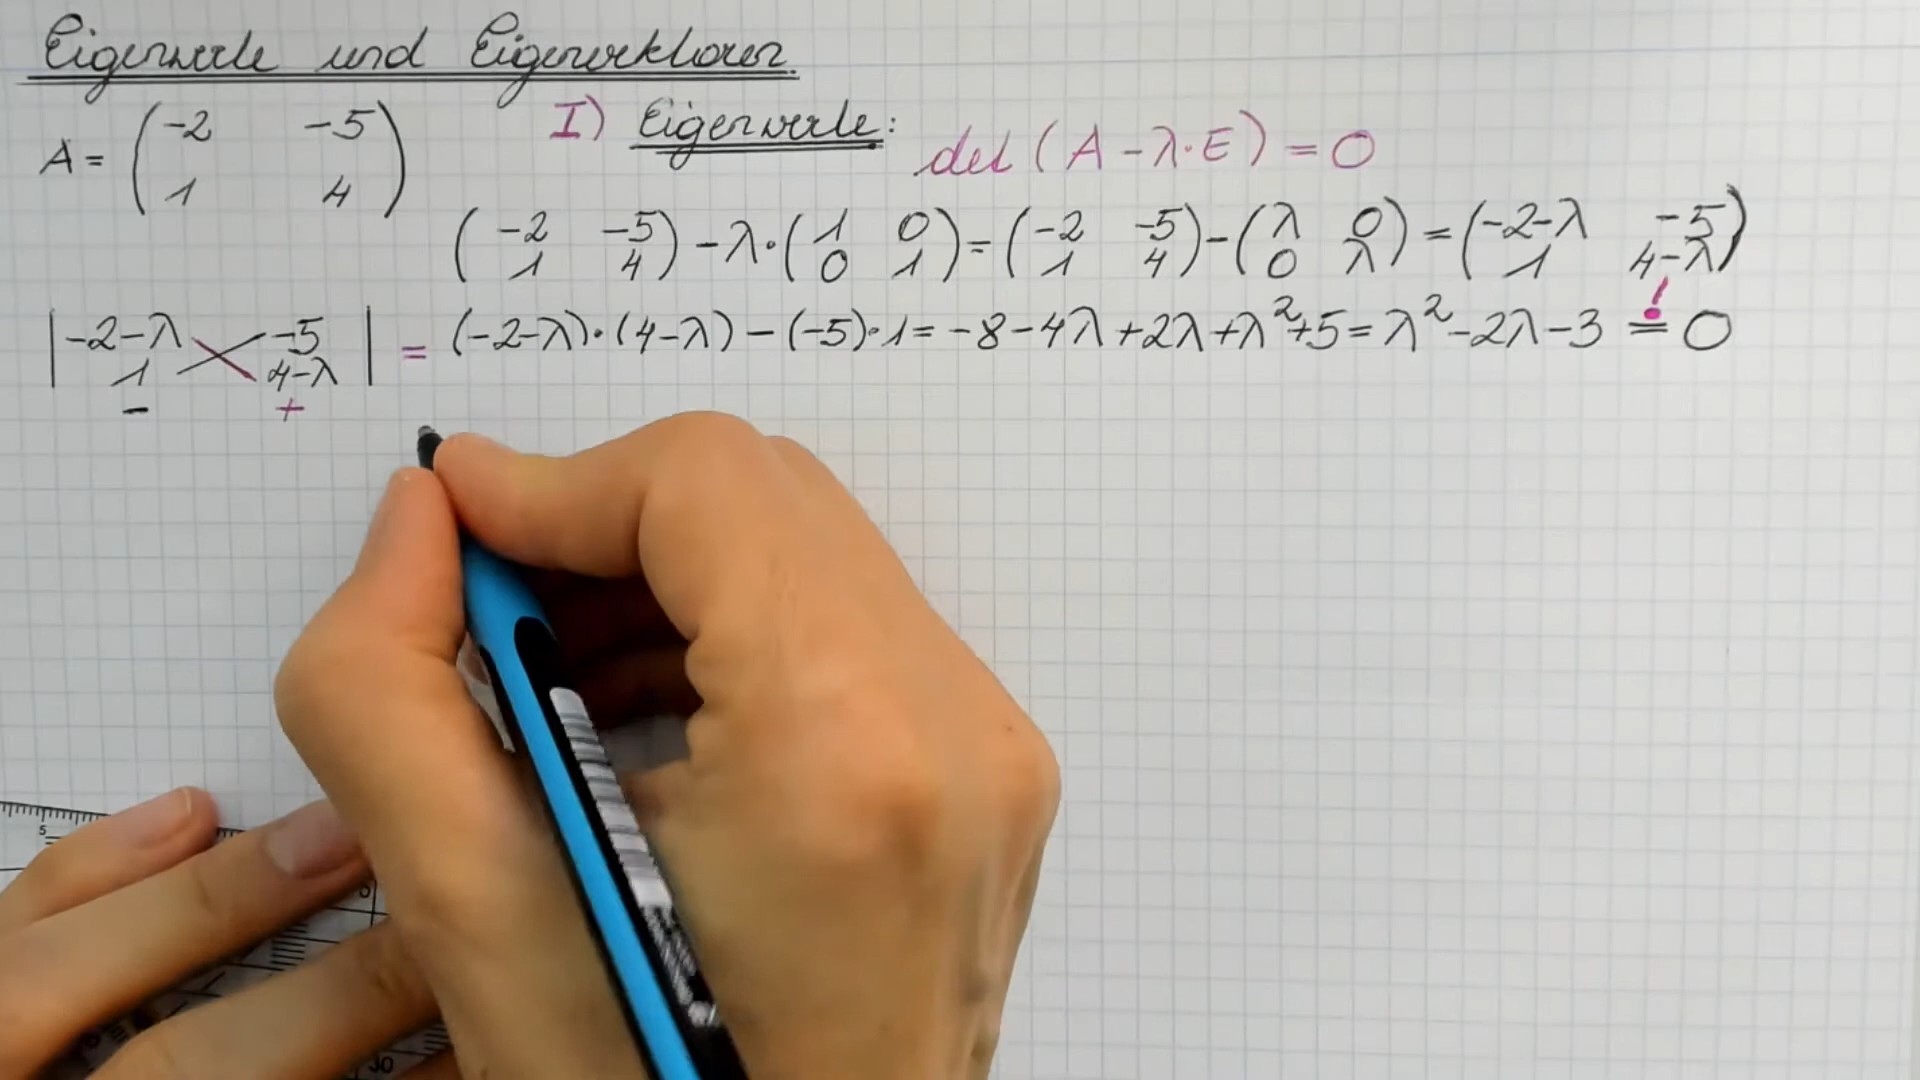 Eigenwerte und Eigenvektoren
A = (-2 -5
1 4)
I) Eigenwerte: det (A - λ·E) = 0
(-2 -5
1 4) - λ·(1 0
0 1) = (-2 -5
1 4) - (λ 0
0 λ) = (-2-λ -5
1 4-λ)
|-2-λ -5
1 4-λ| = (-2-λ)·(4-λ) - (-5)·1 = -8-4λ+2λ+λ²+5 = λ²-2λ-3 = 0
!
- +
5
10